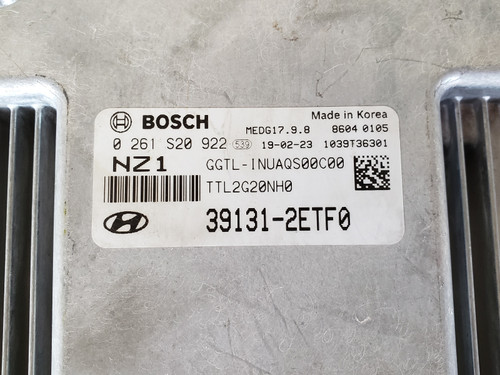 BOSCH
Made in Korea
MEDG17.9.8 8604 0105
0 261 S20 922 539 19-02-23 1039T36301
NZ1 GGTL-INUAQS00C00
TTL2G20NH0
39131-2ETF0